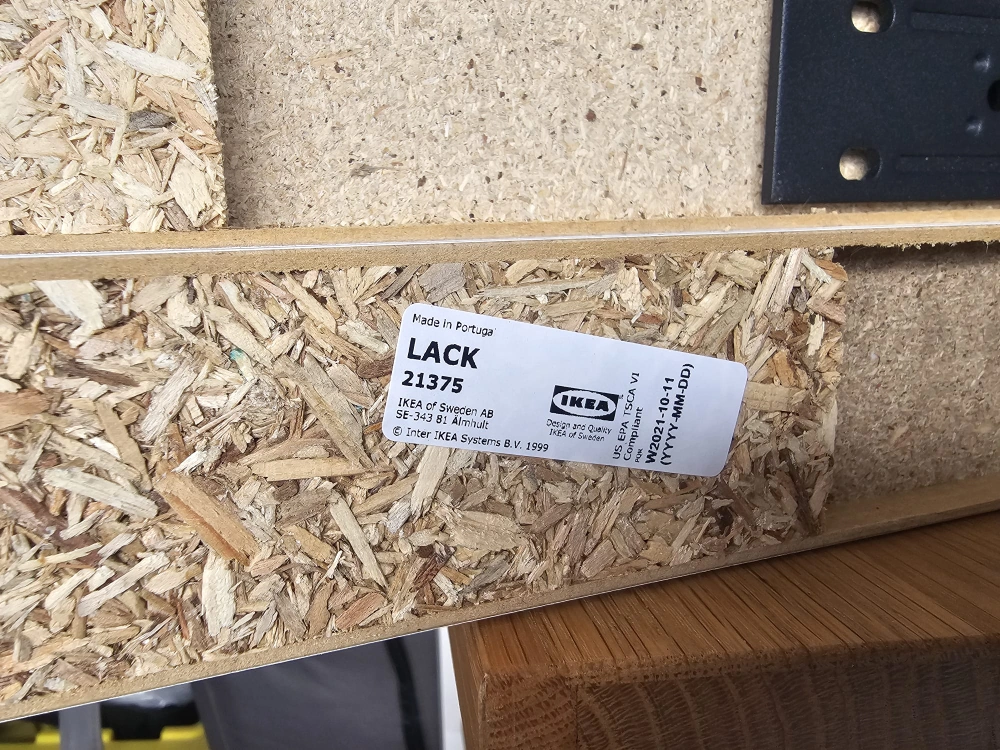 Made in Portugal
LACK
21375
IKEA of Sweden AB
SE-343 81 Älmhult
© Inter IKEA Systems B.V. 1999
IKEA
Design and Quality
IKEA of Sweden
US EPA TSCA VI
Compliant
PUR
W2021-10-11
(YYYY-MM-DD)